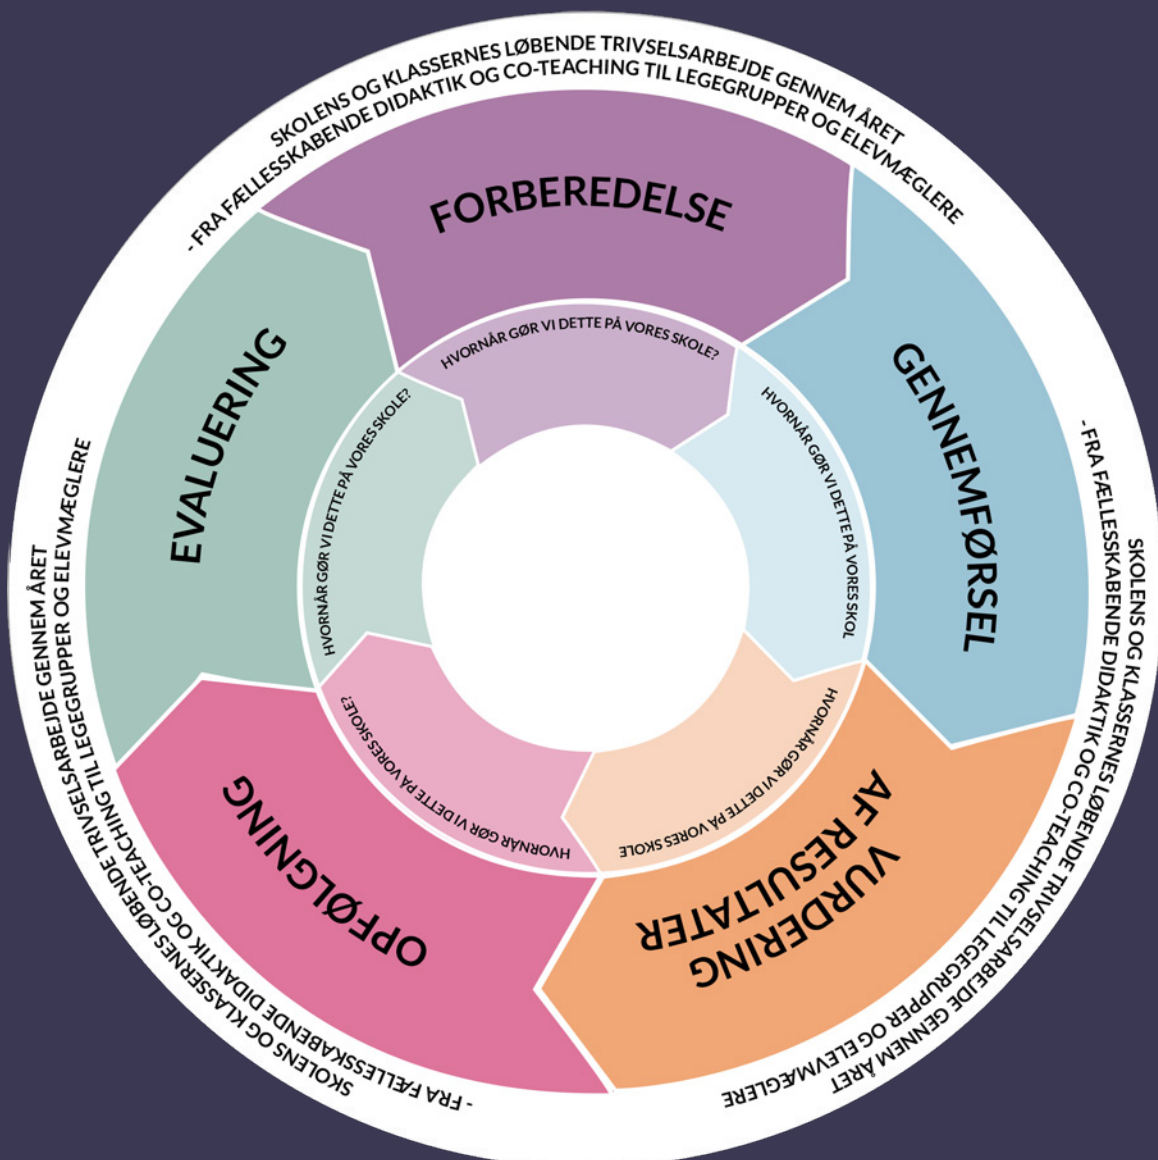 SKOLENS OG KLASSERNES LØBENDE TRIVSELSARBEJDE GENNEM ÅRET
- FRA FÆLLESSKABENDE DIDAKTIK OG CO-TEACHING TIL LEGEGRUPPER OG ELEVMÆGLERE
FORBEREDELSE
HVORNÅR GØR VI DETTE PÅ VORES SKOLE?
SKOLENS OG KLASSERNES LØBENDE TRIVSELSARBEJDE GENNEM ÅRET
- FRA FÆLLESSKABENDE DIDAKTIK OG CO-TEACHING TIL LEGEGRUPPER OG ELEVMÆGLERE
GENNEMFØRSEL
HVORNÅR GØR VI DETTE PÅ VORES SKOL
VURDERING
AF RESULTATER
HVORNÅR GØR VI DETTE PÅ VORES SKOLE
SKOLENS OG KLASSERNES LØBENDE TRIVSELSARBEJDE GENNEM ÅRET
- FRA FÆLLESSKABENDE DIDAKTIK OG CO-TEACHING TIL LEGEGRUPPER OG ELEVMÆGLERE
OPFØLGNING
HVORNÅR GØR VI DETTE PÅ VORES SKOLE?
EVALUERING
HVORNÅR GØR VI DETTE PÅ VORES SKOLE?